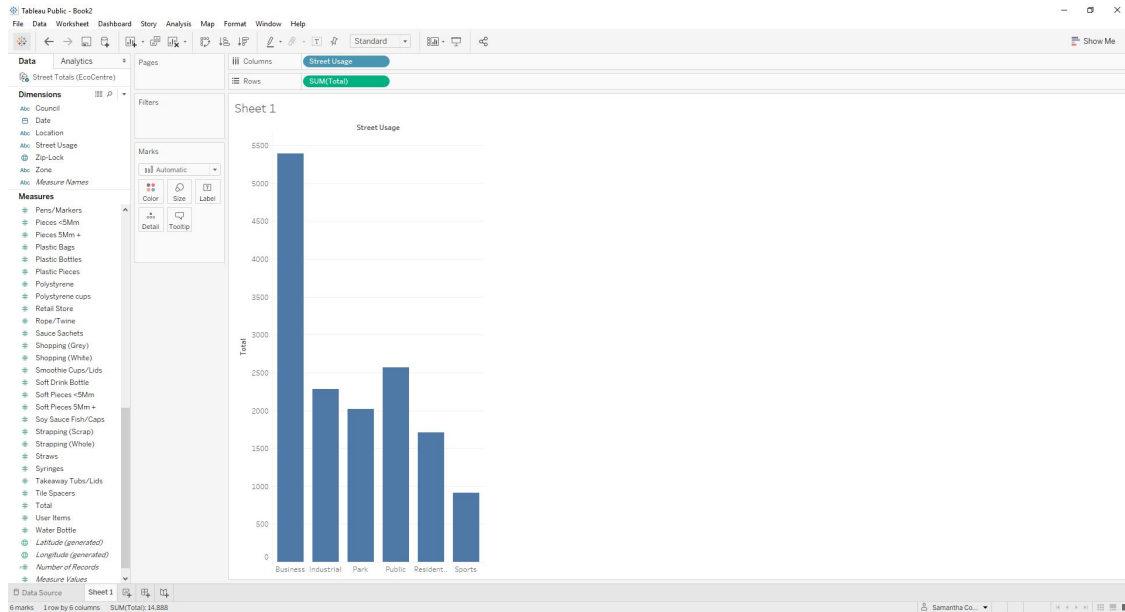 Tableau Public - Book2
File Data Worksheet Dashboard Story Analysis Map Format Window Help
Standard
Show Me
Data Analytics
Street Totals (EcoCentre)
Dimensions
Abc Council
Date
Abc Location
Abc Street Usage
Zip-Lock
Abc Zone
Abc Measure Names
Measures
# Pens/Markers
# Pieces <5Mm
# Pieces 5Mm +
# Plastic Bags
# Plastic Bottles
# Plastic Pieces
# Polystyrene
# Polystyrene cups
# Retail Store
# Rope/Twine
# Sauce Sachets
# Shopping (Grey)
# Shopping (White)
# Smoothie Cups/Lids
# Soft Drink Bottle
# Soft Pieces <5Mm
# Soft Pieces 5Mm +
# Soy Sauce Fish/Caps
# Strapping (Scrap)
# Strapping (Whole)
# Straws
# Syringes
# Takeaway Tubs/Lids
# Tile Spacers
# Total
# User Items
# Water Bottle
Latitude (generated)
Longitude (generated)
=# Number of Records
# Measure Values
Pages
Filters
Marks
Automatic
Color Size Label
Detail Tooltip
Columns Street Usage
Rows SUM(Total)
Sheet 1
Street Usage
5500
5000
4500
4000
3500
3000
2500
2000
1500
1000
500
0
Total
Business Industrial Park Public Resident.. Sports
Data Source Sheet 1
6 marks 1 row by 6 columns SUM(Total): 14,888
Samantha Co...